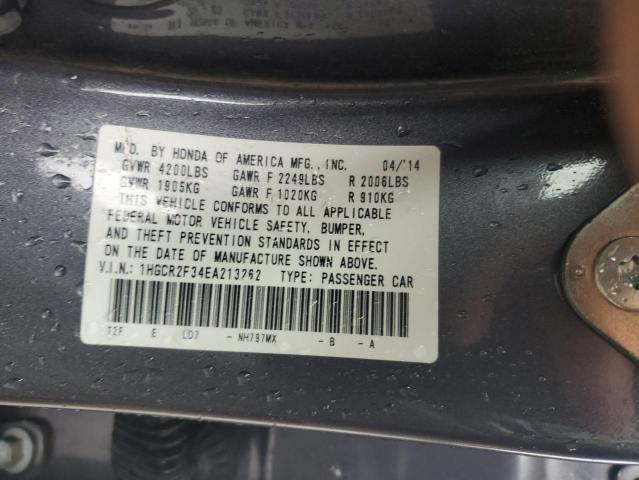 MFD. BY HONDA OF AMERICA MFG., INC. 04/'14
GVWR 4200LBS GAWR F 2249LBS R 2006LBS
GVWR 1905KG GAWR F 1020KG R 910KG
THIS VEHICLE CONFORMS TO ALL APPLICABLE
FEDERAL MOTOR VEHICLE SAFETY, BUMPER,
AND THEFT PREVENTION STANDARDS IN EFFECT
ON THE DATE OF MANUFACTURE SHOWN ABOVE.
V.I.N.: 1HGCR2F34EA213262 TYPE: PASSENGER CAR
T2F E LD7 - NH797MX - B - A